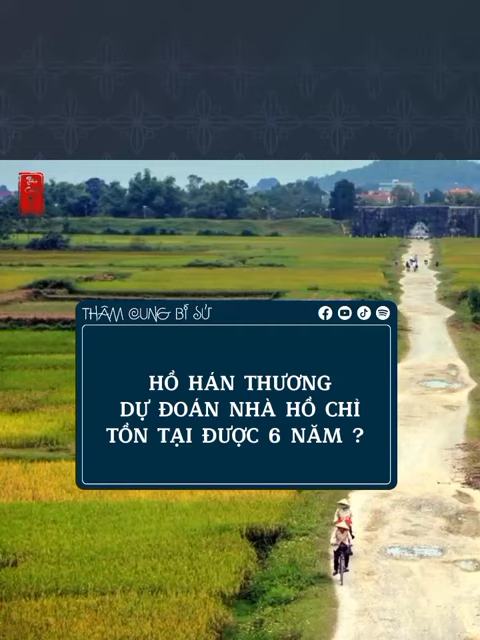 THÂM CUNG BÍ SỬ
HỒ HÁN THƯƠNG
DỰ ĐOÁN NHÀ HỒ CHỈ
TỒN TẠI ĐƯỢC 6 NĂM ?